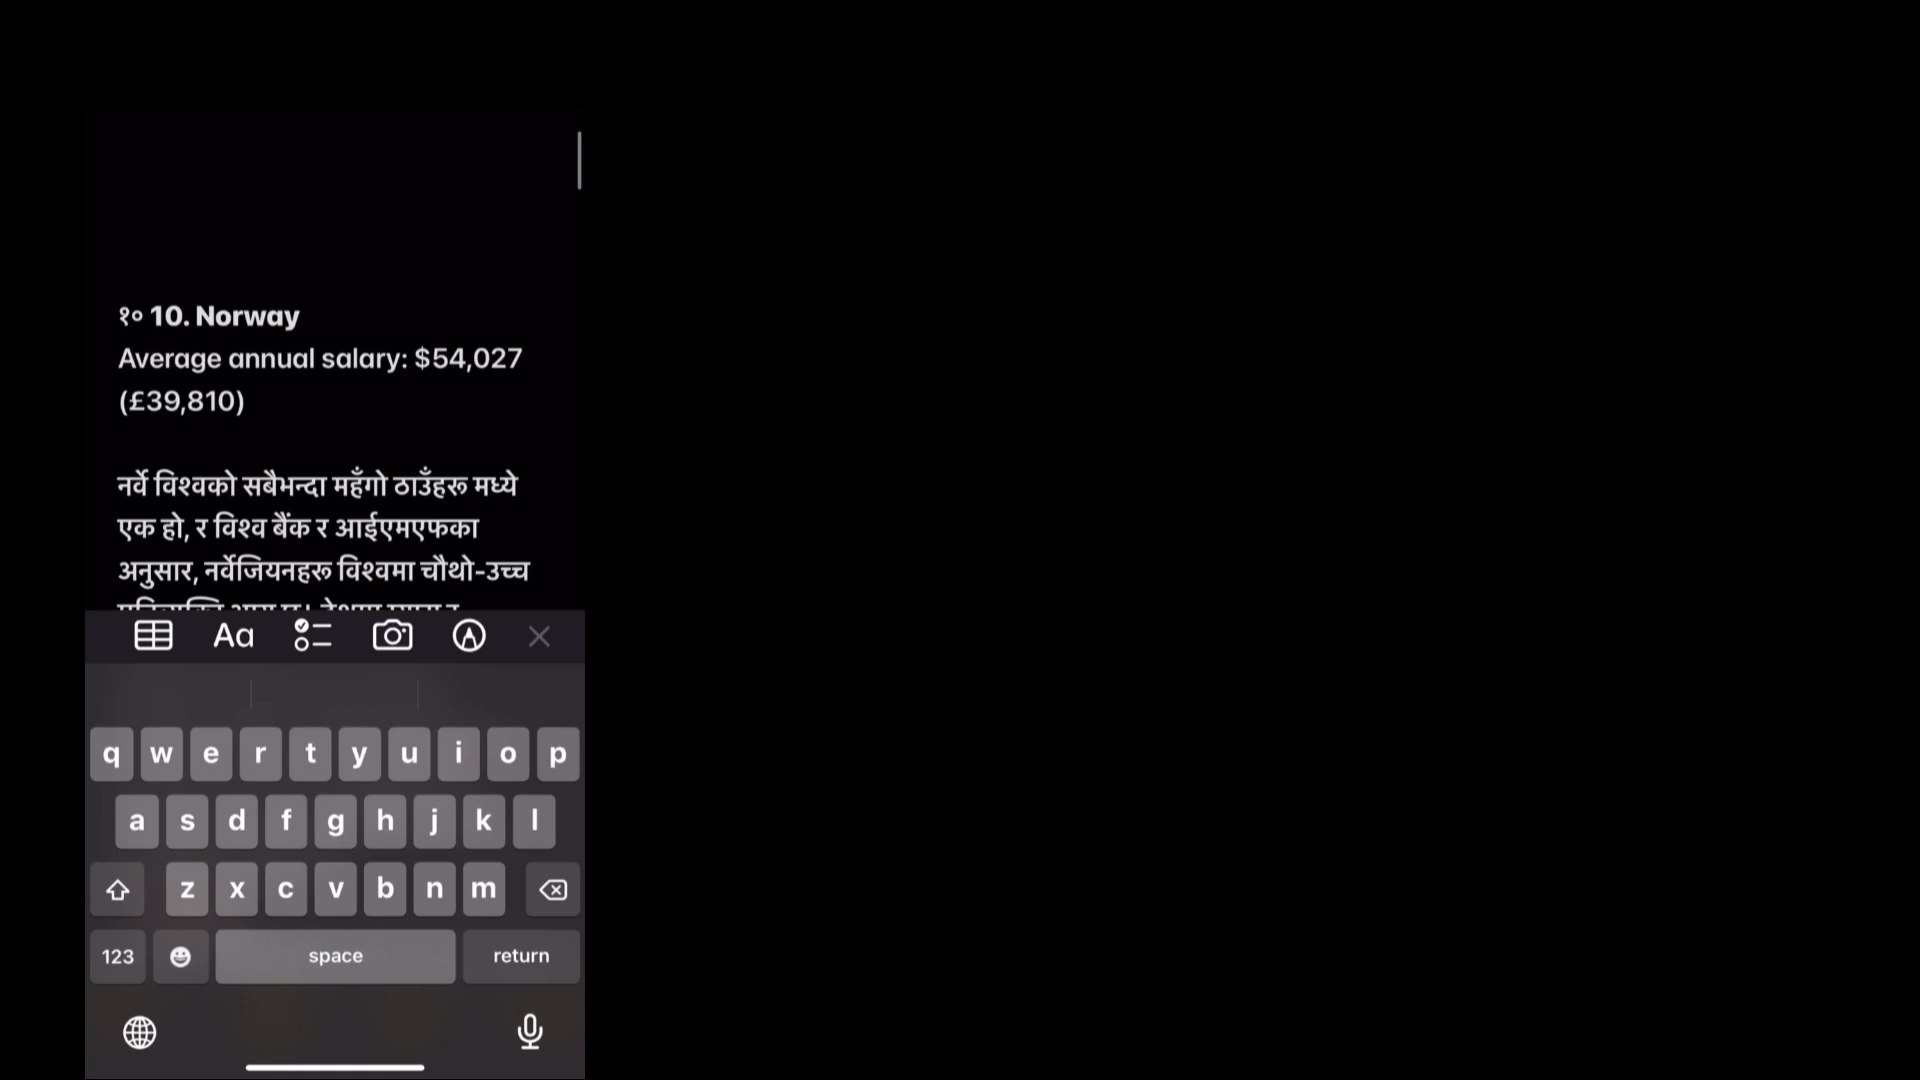 १० 10. Norway
Average annual salary: $54,027
(£39,810)
नर्वे विश्वको सबैभन्दा महँगो ठाउँहरू मध्ये
एक हो, र विश्व बैंक र आईएमएफका
अनुसार, नर्वेजियनहरू विश्वमा चौथो-उच्च
Aa
q w e r t y u i o p
a s d f g h j k l
z x c v b n m
123 space return